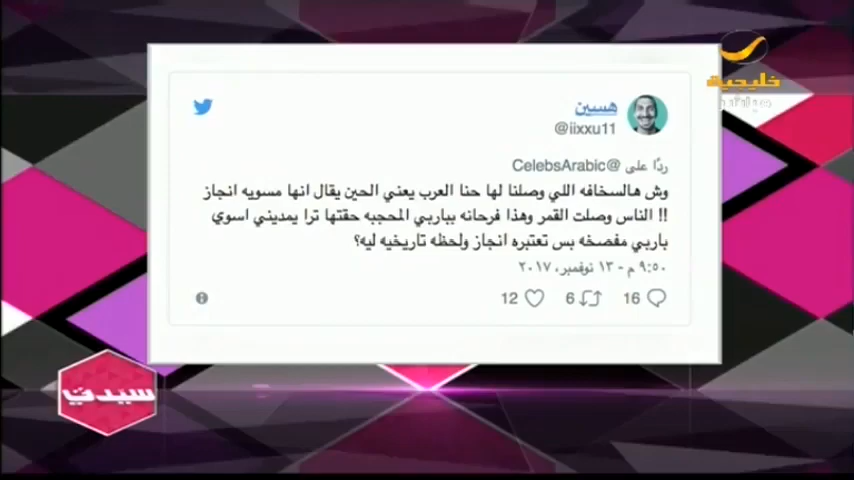 خليجية
هسين
@iixxu11
ردًا على @CelebsArabic
وش هالسخافه اللي وصلنا لها حنا العرب يعني الحين يقال انها مسويه انجاز
!! الناس وصلت القمر وهذا فرحانه بباربي المحجبه حقتها ترا يمديني اسوي
باربي مفصخه بس تعتبره انجاز ولحظه تاريخيه ليه؟
٩:٥٠ م - ١٣ نوفمبر، ٢٠١٧
16 6 12
سيدتي